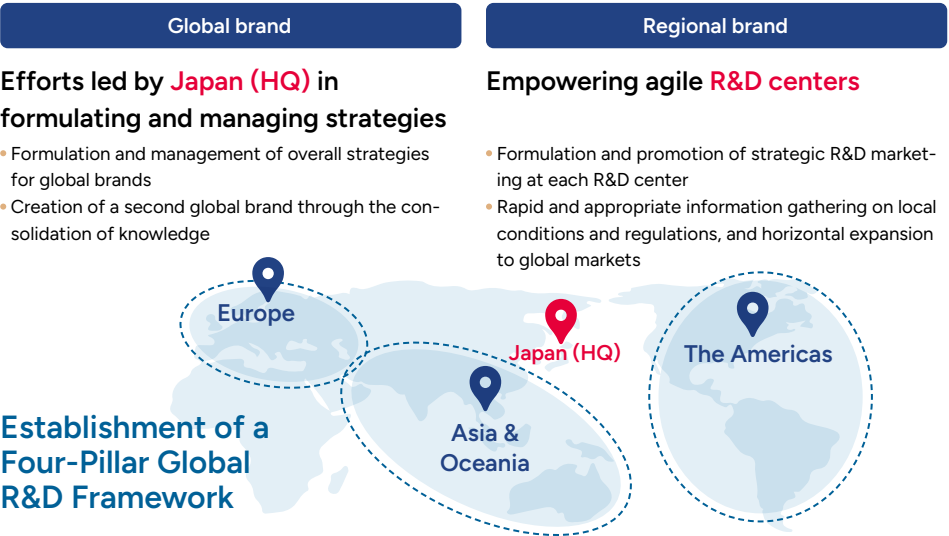 Global brand
Efforts led by Japan (HQ) in
formulating and managing strategies
• Formulation and management of overall strategies
for global brands
• Creation of a second global brand through the con-
solidation of knowledge
Regional brand
Empowering agile R&D centers
• Formulation and promotion of strategic R&D market-
ing at each R&D center
• Rapid and appropriate information gathering on local
conditions and regulations, and horizontal expansion
to global markets
Europe
Japan (HQ)
The Americas
Asia &
Oceania
Establishment of a
Four-Pillar Global
R&D Framework